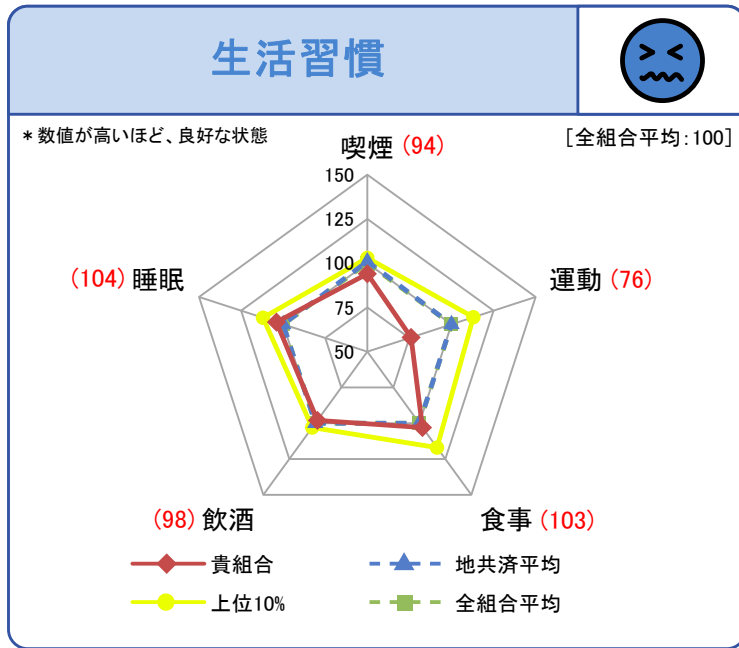 生活習慣
*数値が高いほど、良好な状態
[全組合平均:100]
喫煙 (94)
150
125
100
75
50
(104) 睡眠
運動 (76)
(98) 飲酒
食事 (103)
貴組合
地共済平均
上位10%
全組合平均